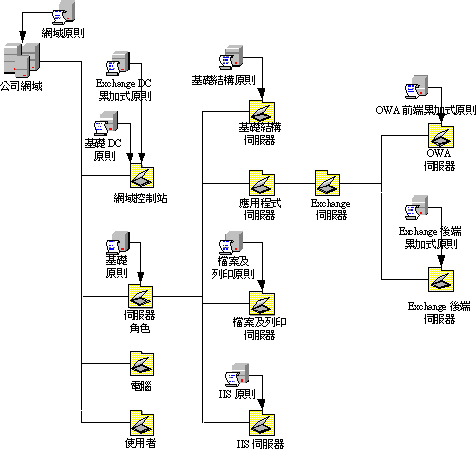 網域原則
公司網域
Exchange DC
累加式原則
基礎 DC
原則
網域控制站
基礎
原則
伺服器
角色
電腦
使用者
基礎結構原則
基礎結構
伺服器
應用程式
伺服器
Exchange
伺服器
檔案及
列印原則
檔案及列印
伺服器
IIS 原則
IIS 伺服器
OWA 前端累加式原則
OWA
伺服器
Exchange 後端
累加式原則
Exchange 後端
伺服器